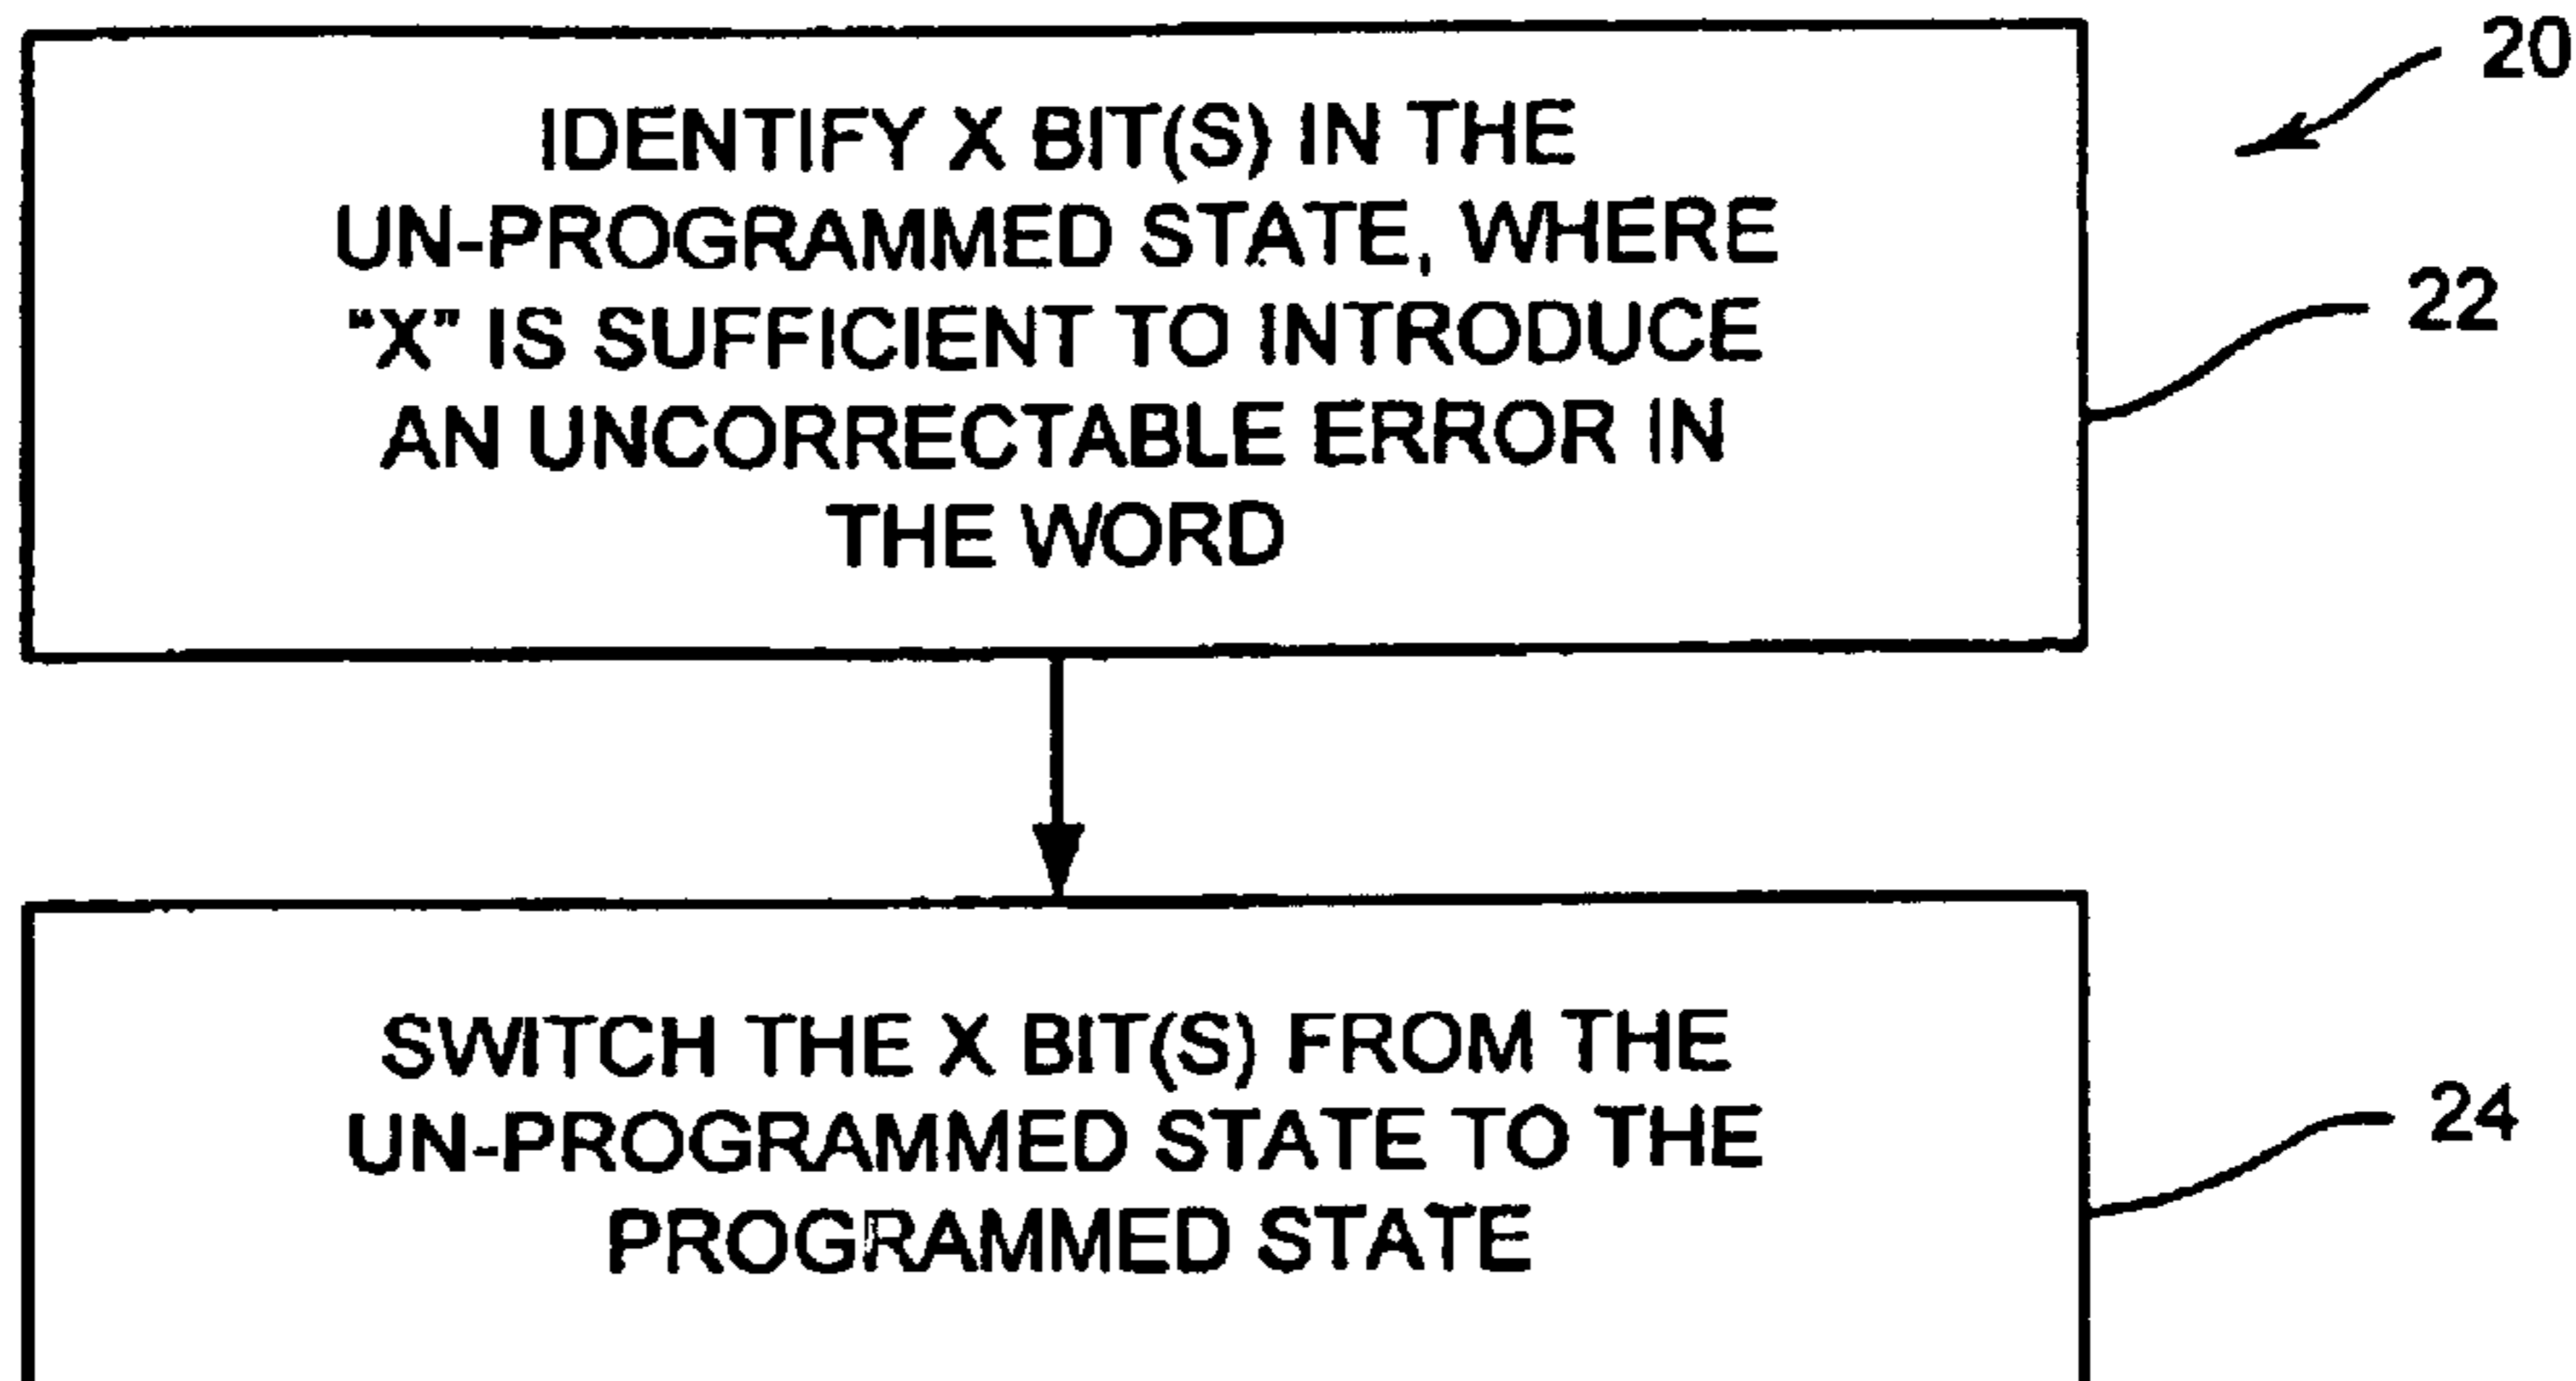 20
IDENTIFY X BIT(S) IN THE
UN-PROGRAMMED STATE, WHERE
“X” IS SUFFICIENT TO INTRODUCE
AN UNCORRECTABLE ERROR IN
THE WORD
22
SWITCH THE X BIT(S) FROM THE
UN-PROGRAMMED STATE TO THE
PROGRAMMED STATE
24